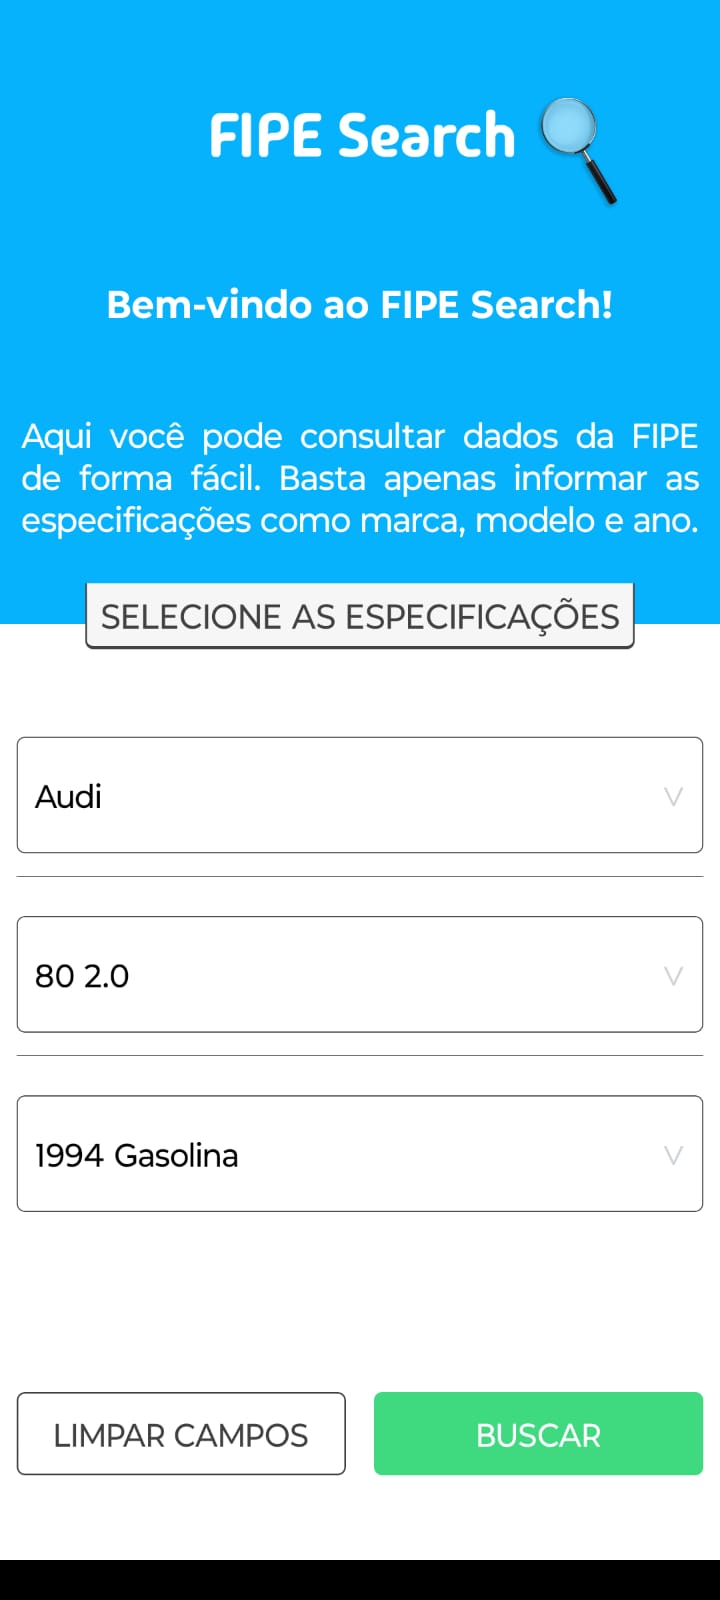 FIPE Search
Bem-vindo ao FIPE Search!
Aqui você pode consultar dados da FIPE
de forma fácil. Basta apenas informar as
especificações como marca, modelo e ano.
SELECIONE AS ESPECIFICAÇÕES
Audi
80 2.0
1994 Gasolina
LIMPAR CAMPOS
BUSCAR